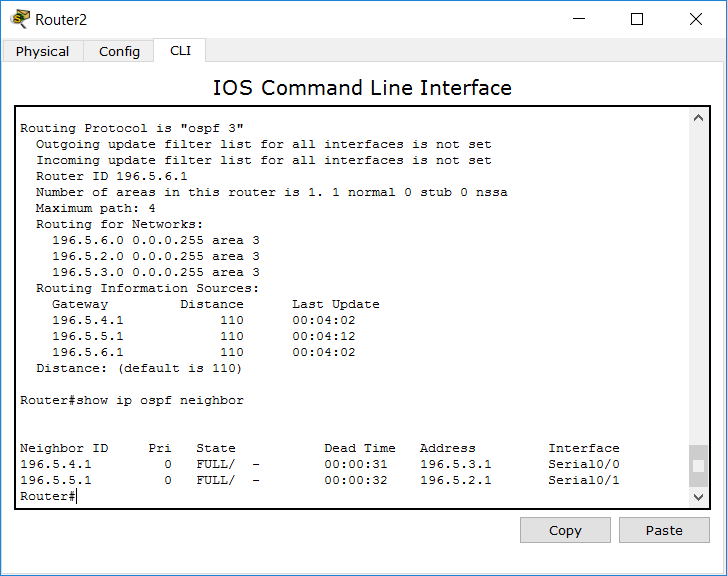 Router2
Physical Config CLI
IOS Command Line Interface
Routing Protocol is "ospf 3"
Outgoing update filter list for all interfaces is not set
Incoming update filter list for all interfaces is not set
Router ID 196.5.6.1
Number of areas in this router is 1. 1 normal 0 stub 0 nssa
Maximum path: 4
Routing for Networks:
196.5.6.0 0.0.0.255 area 3
196.5.2.0 0.0.0.255 area 3
196.5.3.0 0.0.0.255 area 3
Routing Information Sources:
Gateway Distance Last Update
196.5.4.1 110 00:04:02
196.5.5.1 110 00:04:12
196.5.6.1 110 00:04:02
Distance: (default is 110)
Router#show ip ospf neighbor
Neighbor ID Pri State Dead Time Address Interface
196.5.4.1 0 FULL/ - 00:00:31 196.5.3.1 Serial0/0
196.5.5.1 0 FULL/ - 00:00:32 196.5.2.1 Serial0/1
Router#
Copy Paste